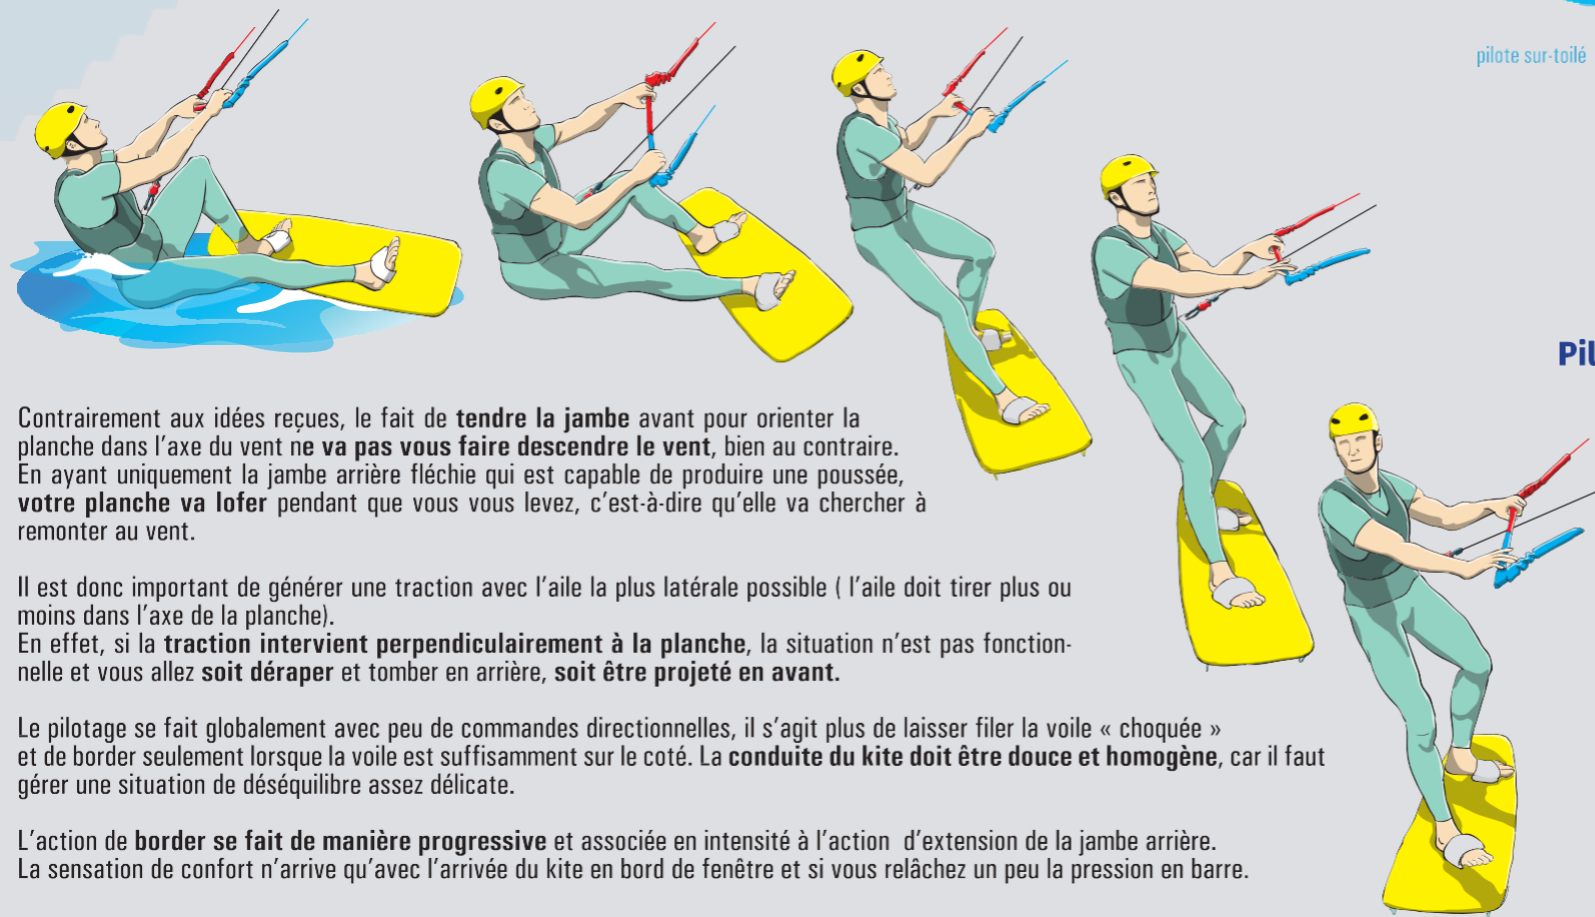 pilote sur-toilé
Pil
Contrairement aux idées reçues, le fait de tendre la jambe avant pour orienter la
planche dans l'axe du vent ne va pas vous faire descendre le vent, bien au contraire.
En ayant uniquement la jambe arrière fléchie qui est capable de produire une poussée,
votre planche va lofer pendant que vous vous levez, c'est-à-dire qu'elle va chercher à
remonter au vent.
Il est donc important de générer une traction avec l'aile la plus latérale possible ( l'aile doit tirer plus ou
moins dans l'axe de la planche).
En effet, si la traction intervient perpendiculairement à la planche, la situation n'est pas fonction-
nelle et vous allez soit déraper et tomber en arrière, soit être projeté en avant.
Le pilotage se fait globalement avec peu de commandes directionnelles, il s'agit plus de laisser filer la voile « choquée »
et de border seulement lorsque la voile est suffisamment sur le coté. La conduite du kite doit être douce et homogène, car il faut
gérer une situation de déséquilibre assez délicate.
L'action de border se fait de manière progressive et associée en intensité à l'action  d'extension de la jambe arrière.
La sensation de confort n'arrive qu'avec l'arrivée du kite en bord de fenêtre et si vous relâchez un peu la pression en barre.